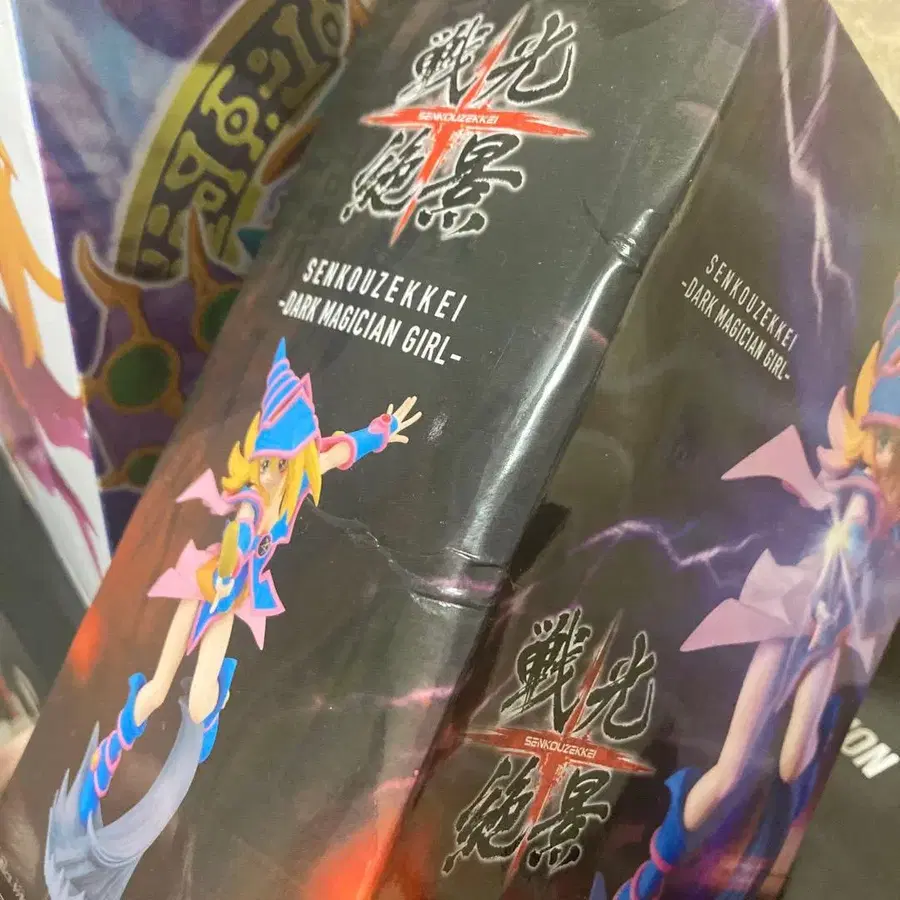 戦光
SENKOUZEKKEI
絶景
SENKOUZEKKEI
-DARK MAGICIAN GIRL-
SENKOUZEKKEI
-DARK MAGICIAN GIRL-
戦光
SENKOUZEKKEI
絶景